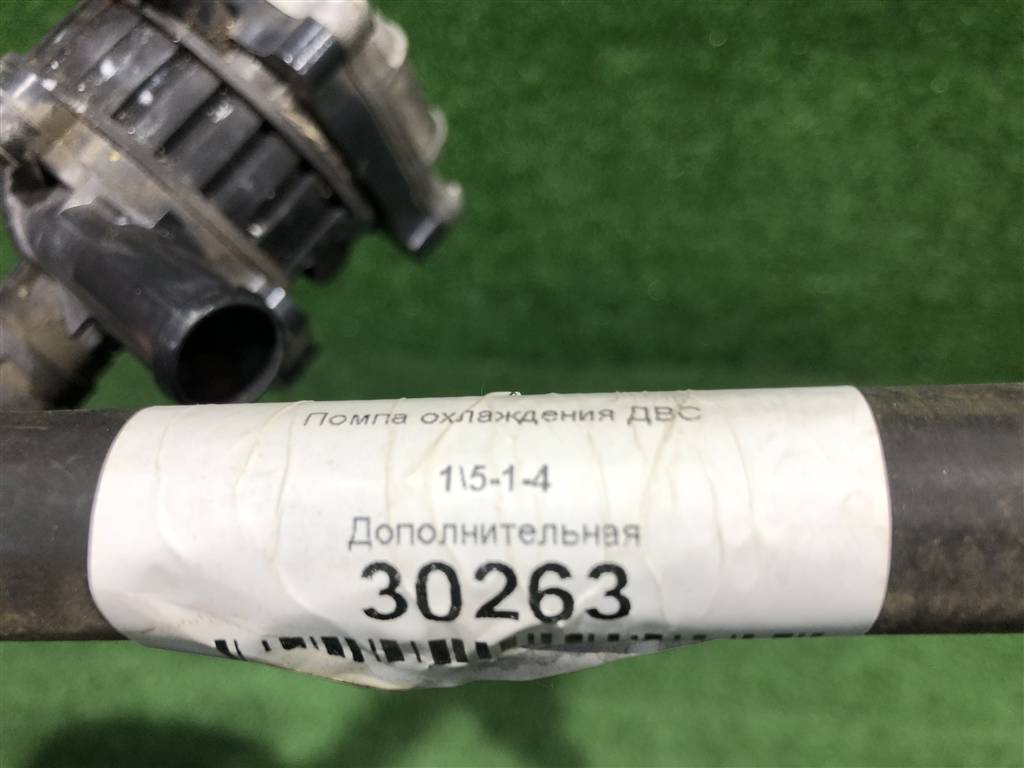 Помпа охлаждения ДВС
1\5-1-4
Дополнительная
30263